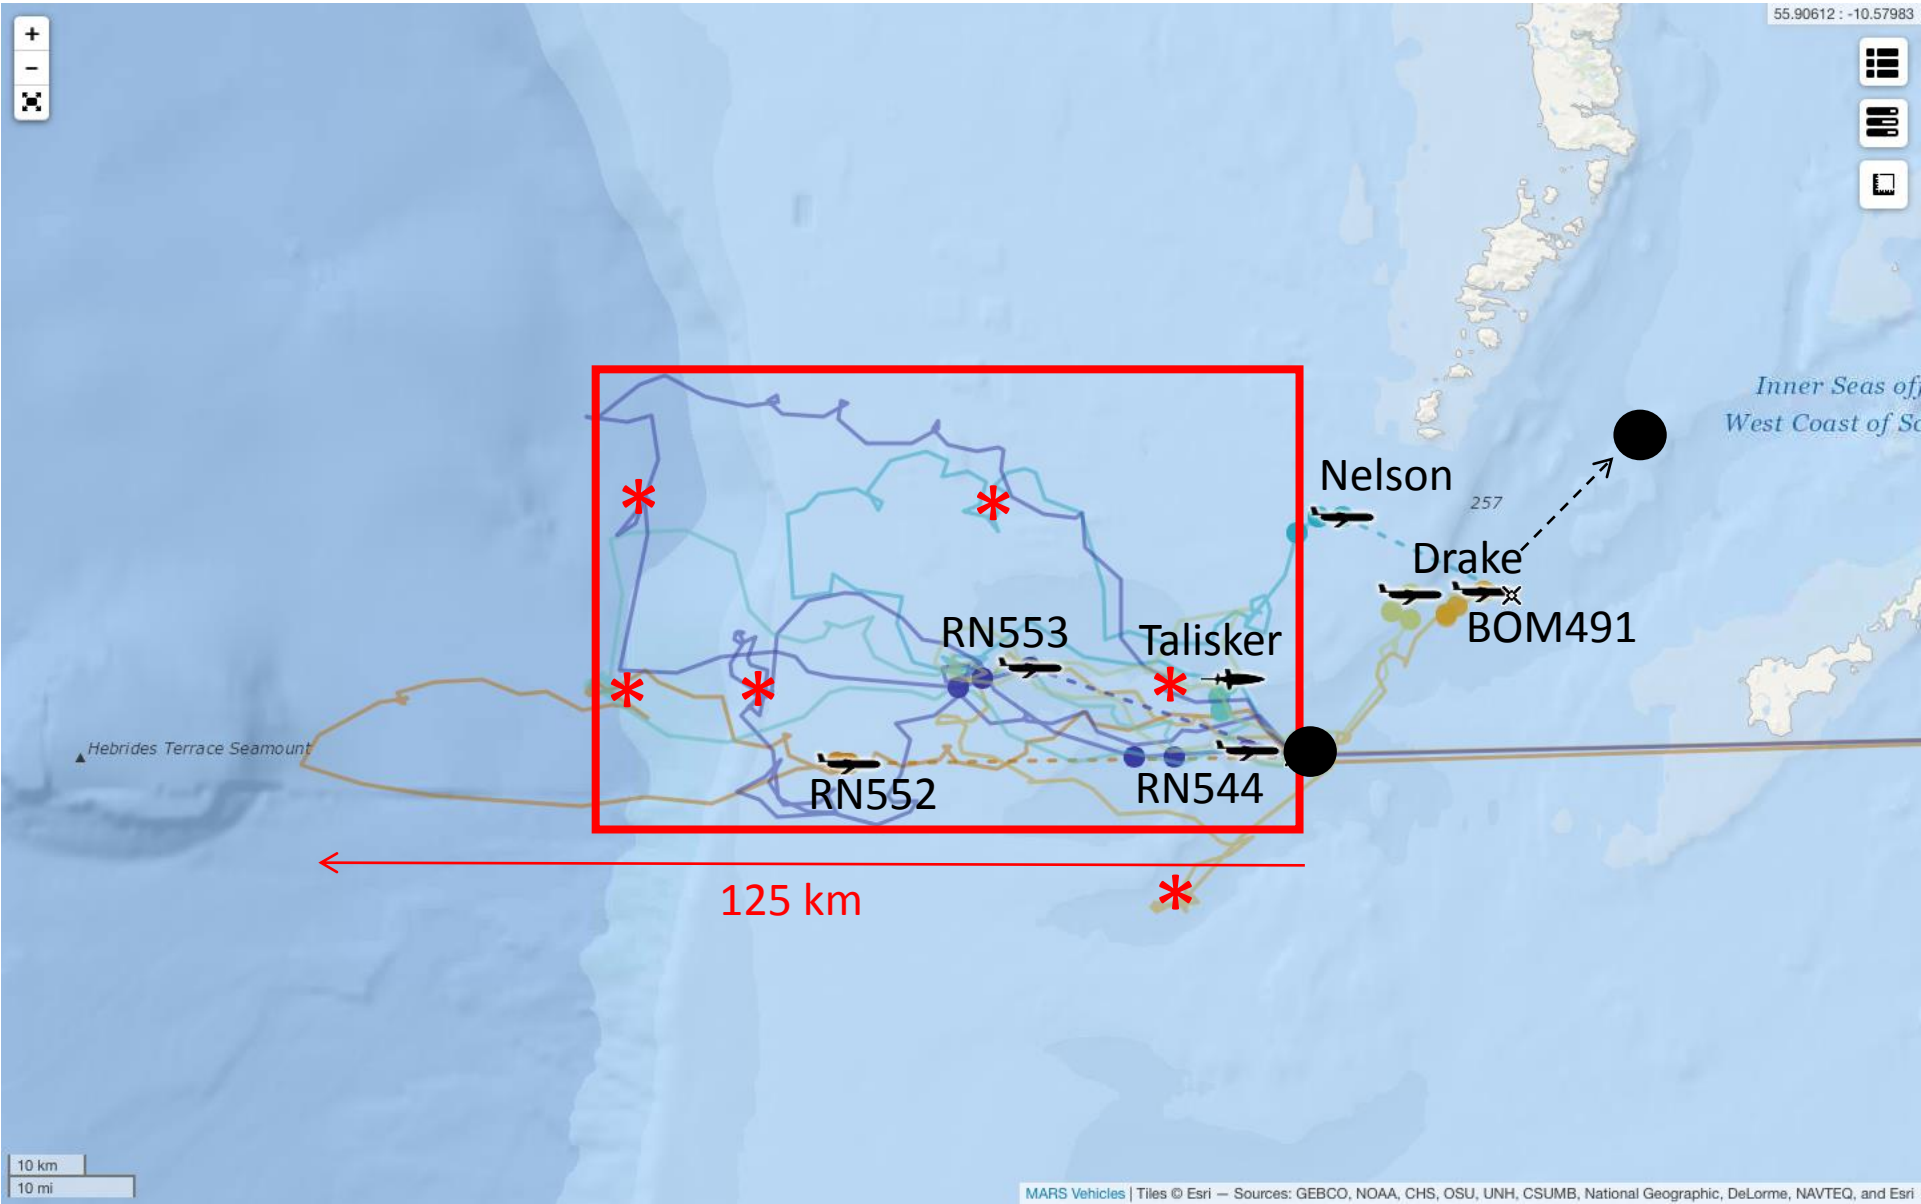 +
55.90612 : -10.57983
−
Inner Seas off
West Coast of Sc
Nelson
257
Drake
RN553
Talisker
BOM491
*
*
*
*
*
Hebrides Terrace Seamount
RN552
RN544
125 km
*
10 km
10 mi
MARS Vehicles | Tiles © Esri — Sources: GEBCO, NOAA, CHS, OSU, UNH, CSUMB, National Geographic, DeLorme, NAVTEQ, and Esri